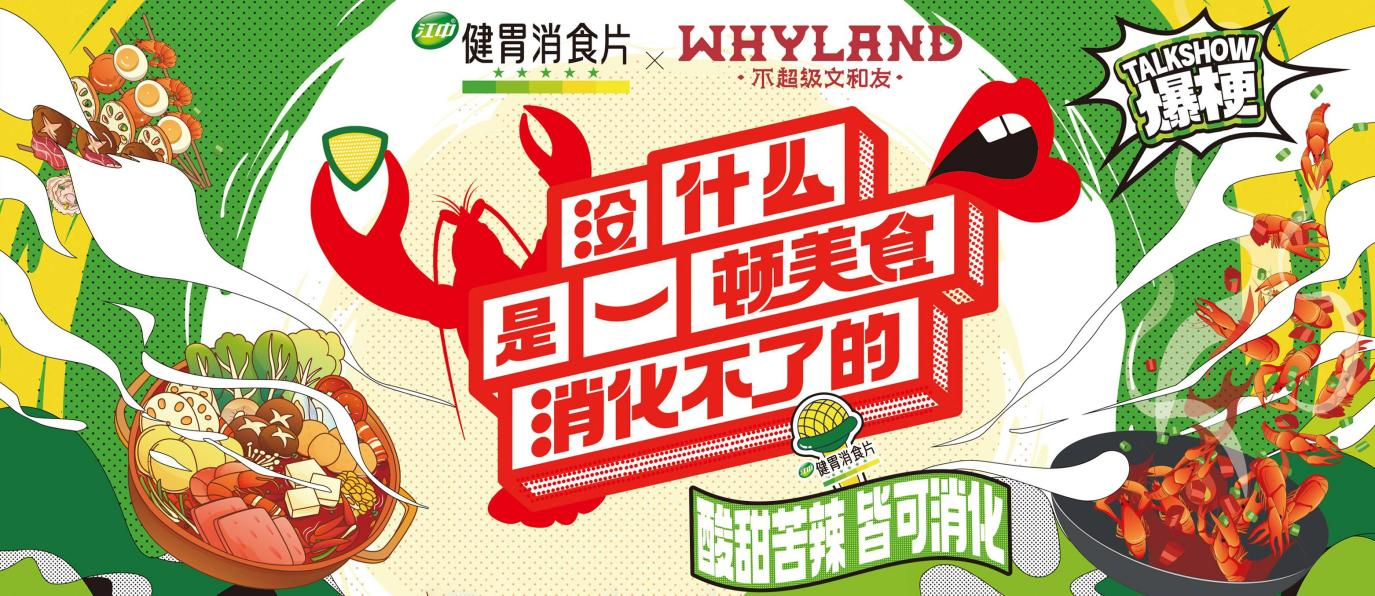 江中® 健胃消食片 × WHYLAND
·不超级文和友·
TALKSHOW
爆梗
没什么
是一顿美食
消化不了的
江中 健胃消食片
酸甜苦辣 皆可消化